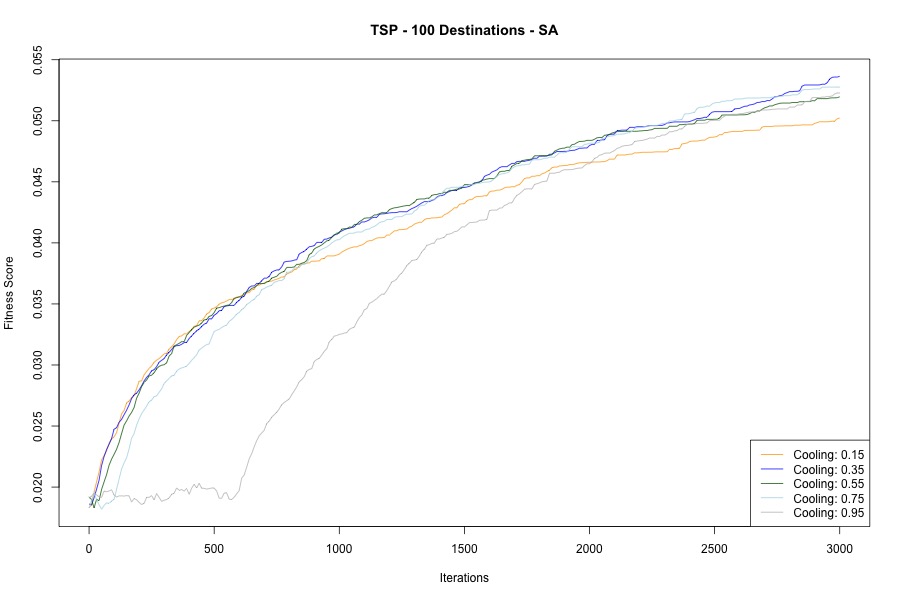 TSP - 100 Destinations - SA
Fitness Score
0.055
0.050
0.045
0.040
0.035
0.030
0.025
0.020
Cooling: 0.15
Cooling: 0.35
Cooling: 0.55
Cooling: 0.75
Cooling: 0.95
0 500 1000 1500 2000 2500 3000
Iterations